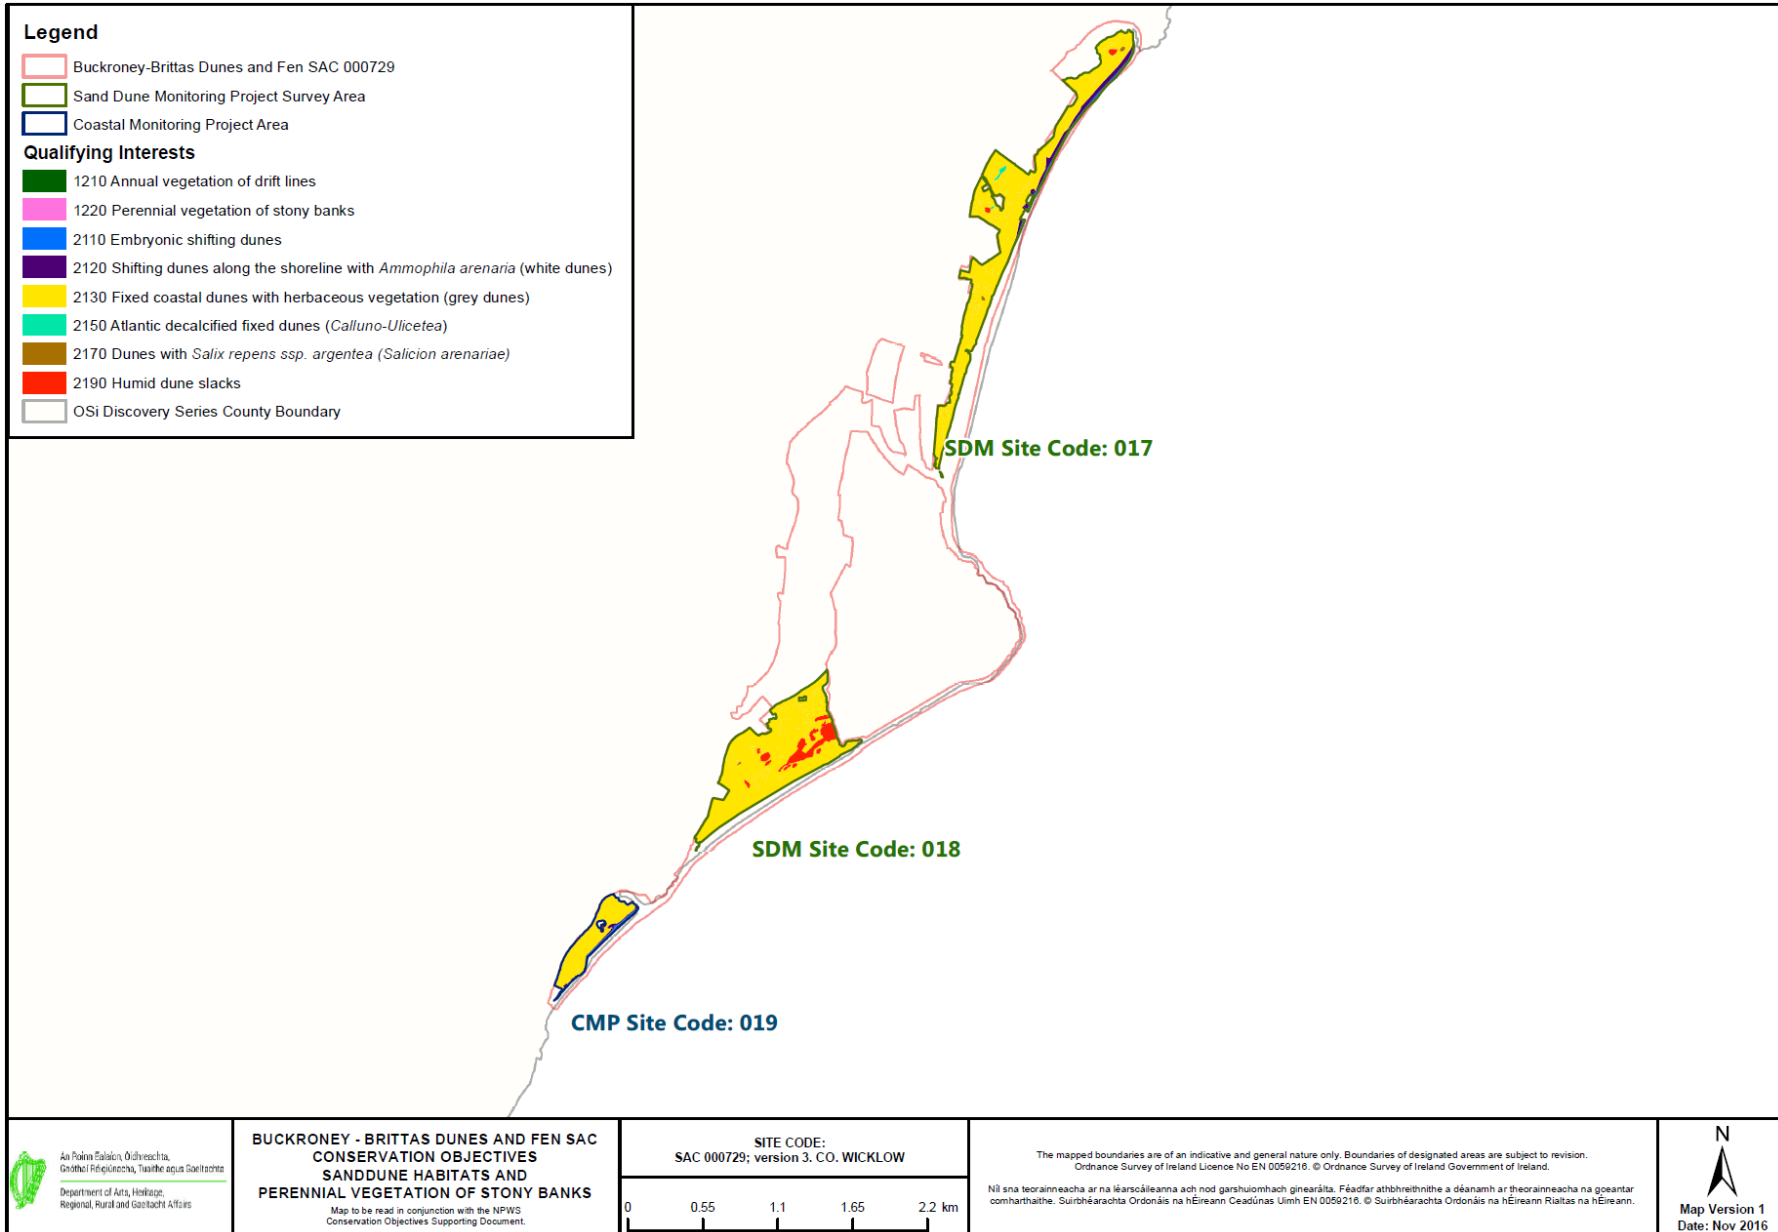 Legend
Buckroney-Brittas Dunes and Fen SAC 000729
Sand Dune Monitoring Project Survey Area
Coastal Monitoring Project Area
Qualifying Interests
1210 Annual vegetation of drift lines
1220 Perennial vegetation of stony banks
2110 Embryonic shifting dunes
2120 Shifting dunes along the shoreline with Ammophila arenaria (white dunes)
2130 Fixed coastal dunes with herbaceous vegetation (grey dunes)
2150 Atlantic decalcified fixed dunes (Calluno-Ulicetea)
2170 Dunes with Salix repens ssp. argentea (Salicion arenariae)
2190 Humid dune slacks
OSi Discovery Series County Boundary
SDM Site Code: 017
SDM Site Code: 018
CMP Site Code: 019
An Roinn Ealaíon, Oidhreachta,
Gnóthaí Réigiúnacha, Tuaithe agus Gaeltachta
Department of Arts, Heritage,
Regional, Rural and Gaeltacht Affairs
BUCKRONEY - BRITTAS DUNES AND FEN SAC
CONSERVATION OBJECTIVES
SANDDUNE HABITATS AND
PERENNIAL VEGETATION OF STONY BANKS
Map to be read in conjunction with the NPWS
Conservation Objectives Supporting Document.
SITE CODE:
SAC 000729; version 3. CO. WICKLOW
0 0.55 1.1 1.65 2.2 km
The mapped boundaries are of an indicative and general nature only. Boundaries of designated areas are subject to revision.
Ordnance Survey of Ireland Licence No EN 0059216. © Ordnance Survey of Ireland Government of Ireland.
Níl sna teorainneacha ar na léarscáileanna ach nod garshuiomhach ginearálta. Féadfar athbhreithnithe a déanamh ar theorainneacha na gceantar
comharthaithe. Suirbhéarachta Ordonáis na hÉireann Ceadúnas Uimh EN 0059216. © Suirbhéarachta Ordonáis na hÉireann Rialtas na hÉireann.
N
Map Version 1
Date: Nov 2016